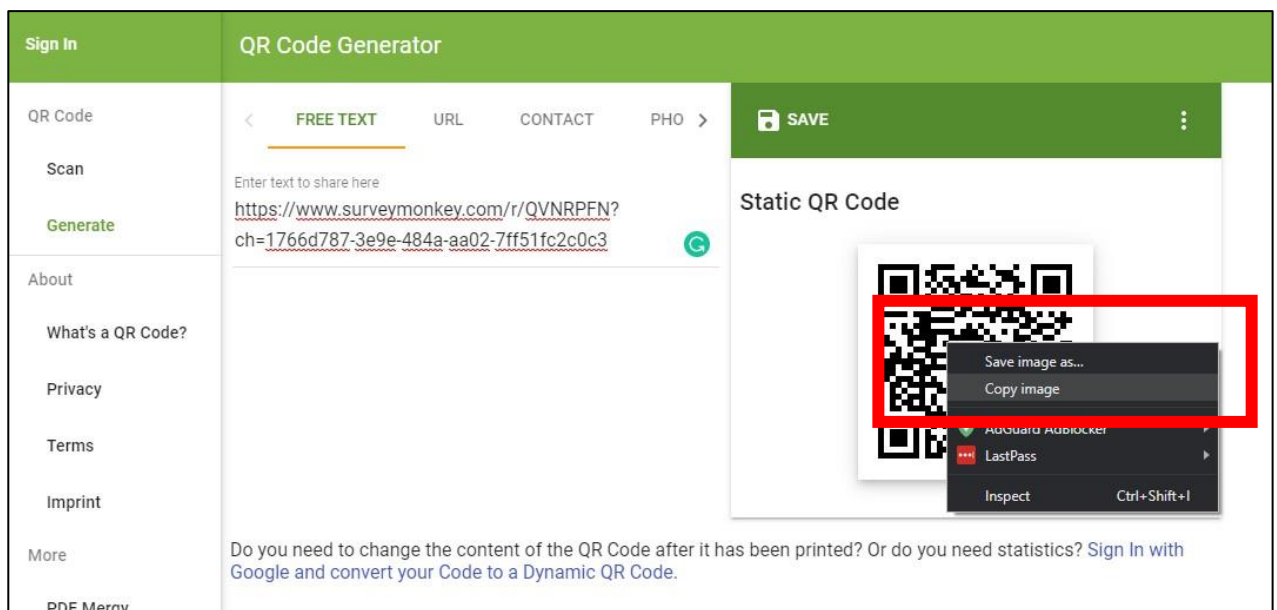 Sign In
QR Code Generator
QR Code
Scan
Generate
About
What's a QR Code?
Privacy
Terms
Imprint
More
PDF Mergy
FREE TEXT URL CONTACT PHO
Enter text to share here
https://www.surveymonkey.com/r/QVNRPFN?
ch=1766d787-3e9e-484a-aa02-7ff51fc2c0c3
SAVE
Static QR Code
Save image as...
Copy image
AdGuard AdBlocker
LastPass
Inspect Ctrl+Shift+I
Do you need to change the content of the QR Code after it has been printed? Or do you need statistics? Sign In with
Google and convert your Code to a Dynamic QR Code.